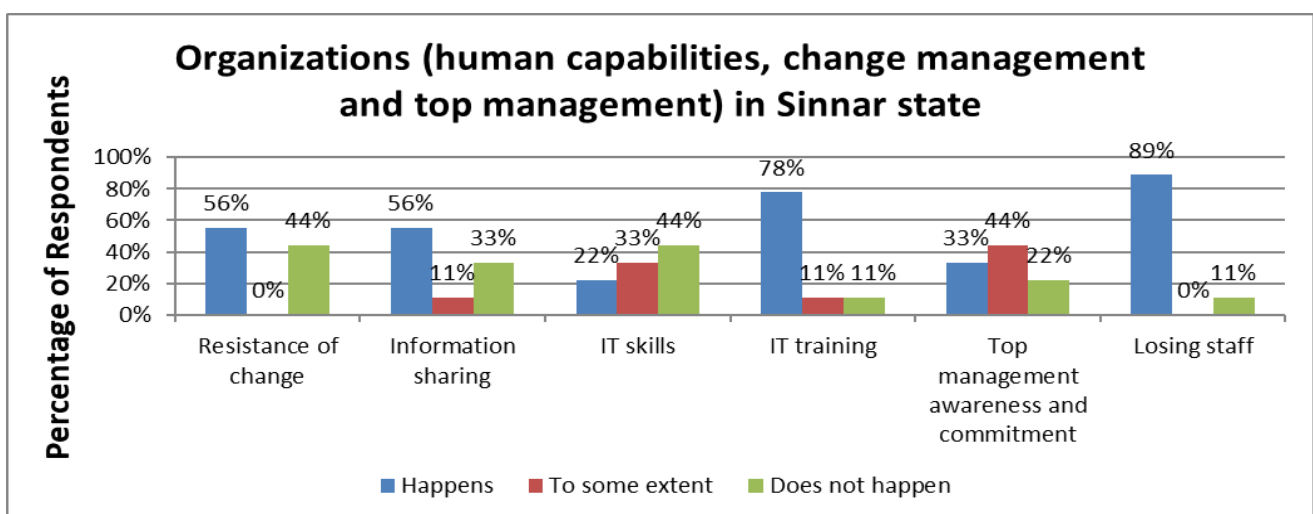 Organizations (human capabilities, change management
and top management) in Sinnar state
Percentage of Respondents
100%
80%
60%
40%
20%
0%
56%
0%
44%
56%
11%
33%
22%
33%
44%
78%
11%
11%
33%
44%
22%
89%
0%
11%
Resistance of
change
Information
sharing
IT skills
IT training
Top
management
awareness and
commitment
Losing staff
Happens
To some extent
Does not happen